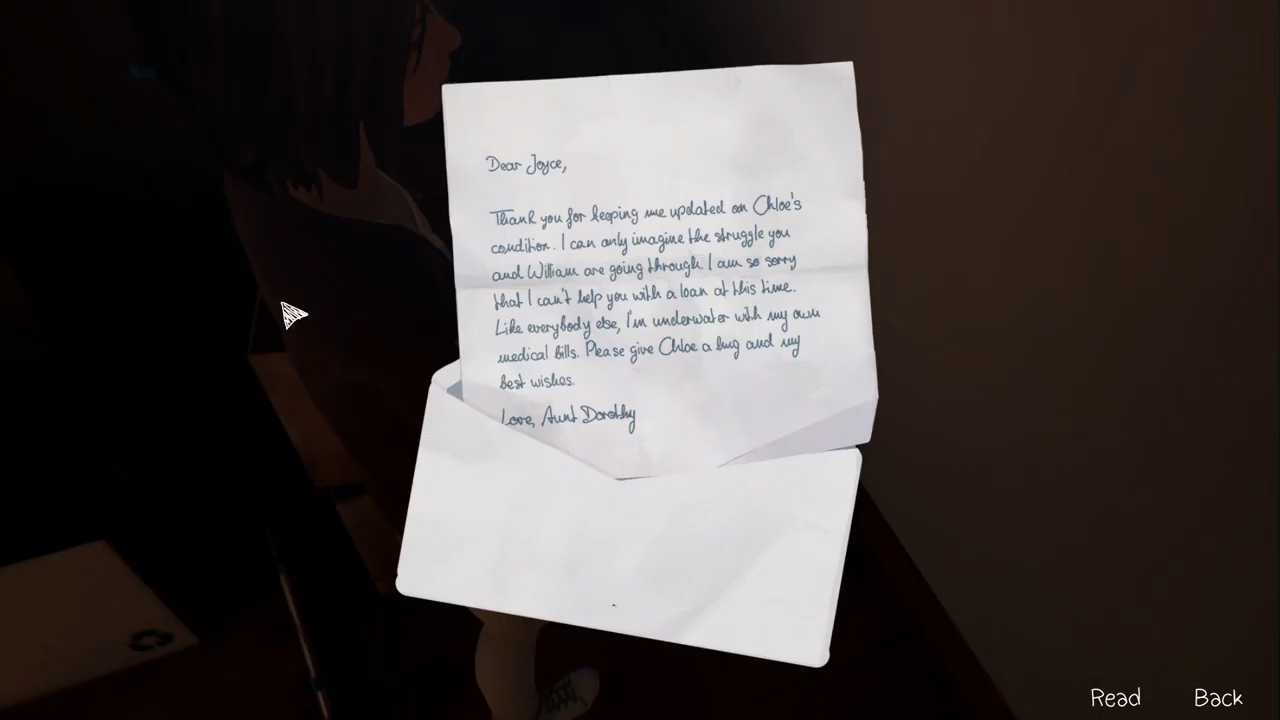 Dear Joyce,
Thank you for keeping me updated on Chloe's
condition. I can only imagine the struggle you
and William are going through. I am so sorry
that I can't help you with a loan at this time.
Like everybody else, I'm underwater with my own
medical bills. Please give Chloe a hug and my
best wishes.
Love, Aunt Dorothy
Read Back